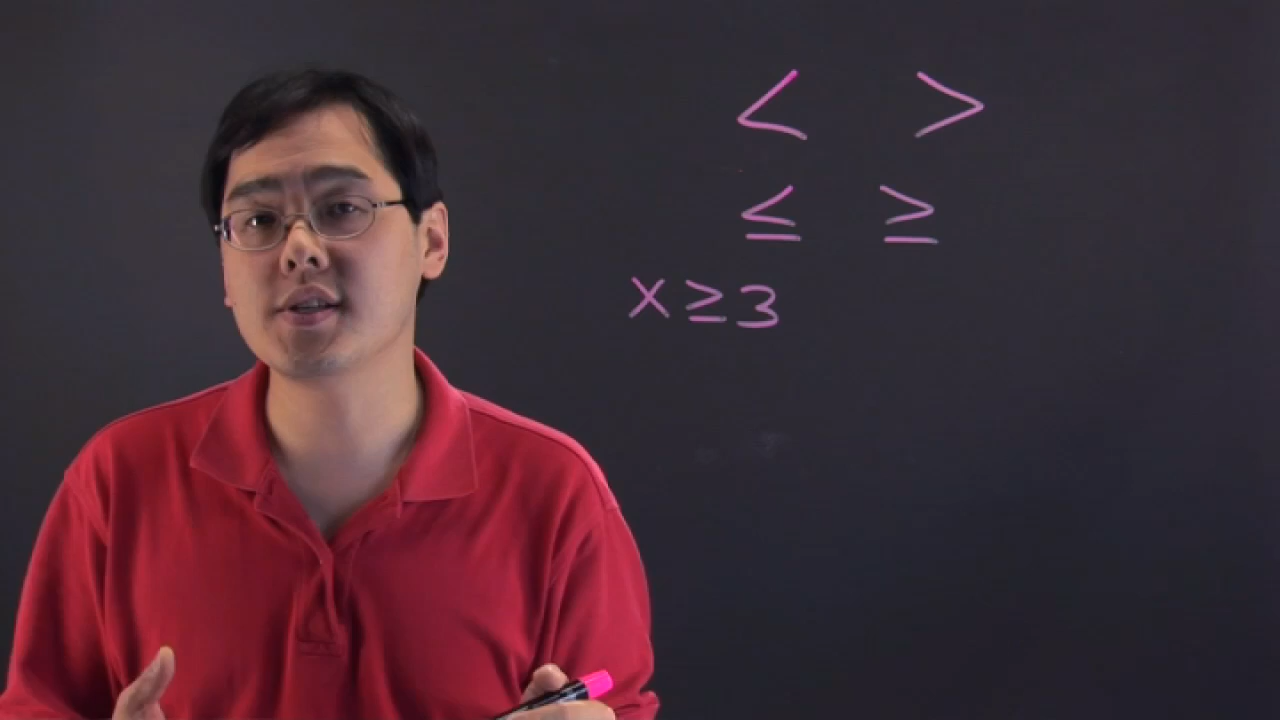 < >
≤ ≥
x ≥ 3